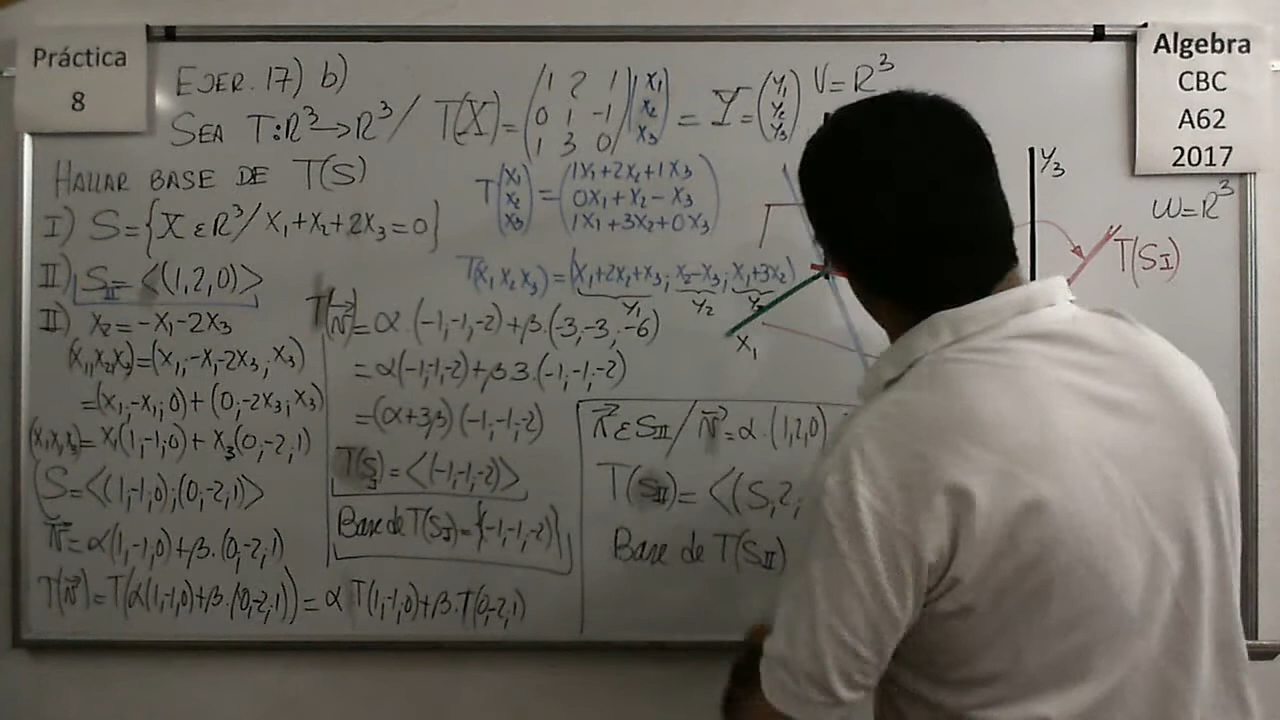 Práctica
8
EJER. 17) b)
SEA T:R³→R³ / T(X) = (1 2 1 / 0 1 -1 / 1 3 0)(x₁ / x₂ / x₃) = Y = (y₁ / y₂ / y₃)
HALLAR BASE DE T(S)
I) S={X ∈ R³/ x₁+x₂+2x₃=0}
II) S_II=<(1,2,0)>
II) x₂=-x₁-2x₃
(x₁,x₂,x₃)=(x₁,-x₁-2x₃,x₃)
=(x₁,-x₁,0)+(0,-2x₃,x₃)
(x₁,x₂,x₃)=x₁(1,-1,0)+x₃(0,-2,1)
S=<(1,-1,0);(0,-2,1)>
N⃗=α(1,-1,0)+β.(0,-2,1)
T(N⃗)=T(α(1,-1,0)+β.(0,-2,1))=α T(1,-1,0)+β.T(0,-2,1)
T(x₁ / x₂ / x₃) = (1x₁+2x₂+1x₃ / 0x₁+x₂-x₃ / 1x₁+3x₂+0x₃)
T(x₁ x₂ x₃)=(x₁+2x₂+x₃; x₂-x₃; x₁+3x₂)
y₁ y₂ y₃
T(N⃗)=α.(-1,-1,-2)+β.(-3,-3,-6)
=α(-1,-1,-2)+β3.(-1,-1,-2)
=(α+3β)(-1,-1,-2)
T(S_I)=<(-1,-1,-2)>
Base de T(S_I)={(-1,-1,-2)}
∈S_II/N⃗=α.(1,2,0)
T(S_II)=<(5,2,
Base de T(S_II)
V=R³
x₁
y₃
W=R³
T(S_I)
Algebra
CBC
A62
2017